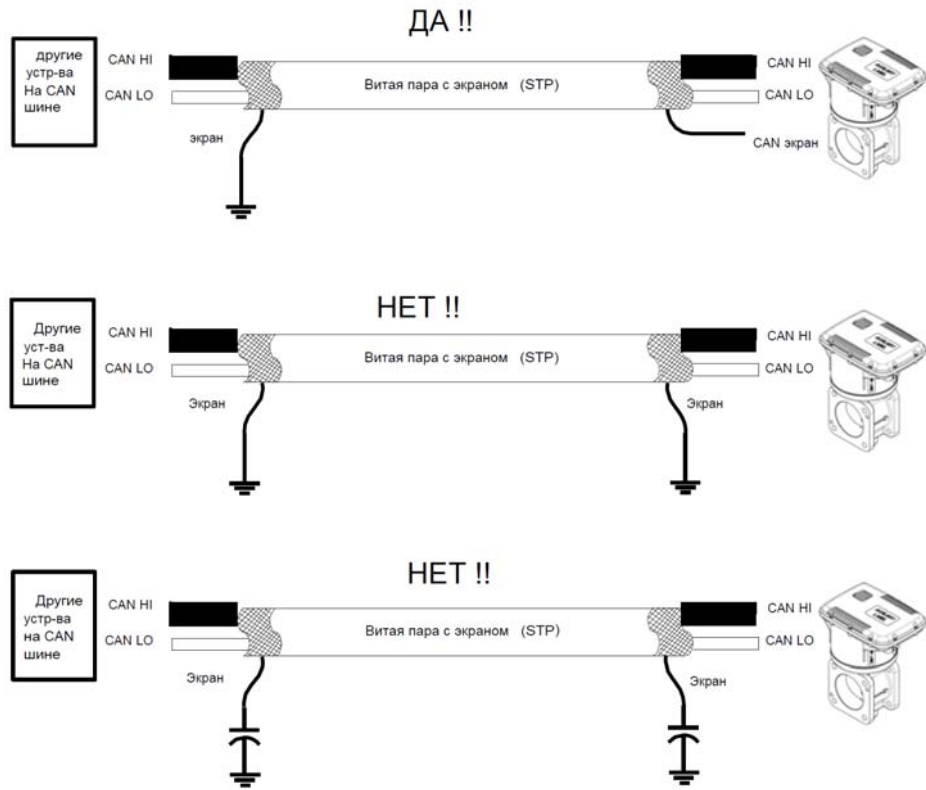 ДА !!
другие
устр-ва
На CAN
шине
CAN HI
CAN LO
Витая пара с экраном (STP)
CAN HI
CAN LO
экран
CAN экран
НЕТ !!
Другие
уст-ва
На CAN
шине
CAN HI
CAN LO
Витая пара с экраном (STP)
CAN HI
CAN LO
Экран
Экран
НЕТ !!
Другие
устр-ва
на CAN
шине
CAN HI
CAN LO
Витая пара с экраном (STP)
CAN HI
CAN LO
Экран
Экран